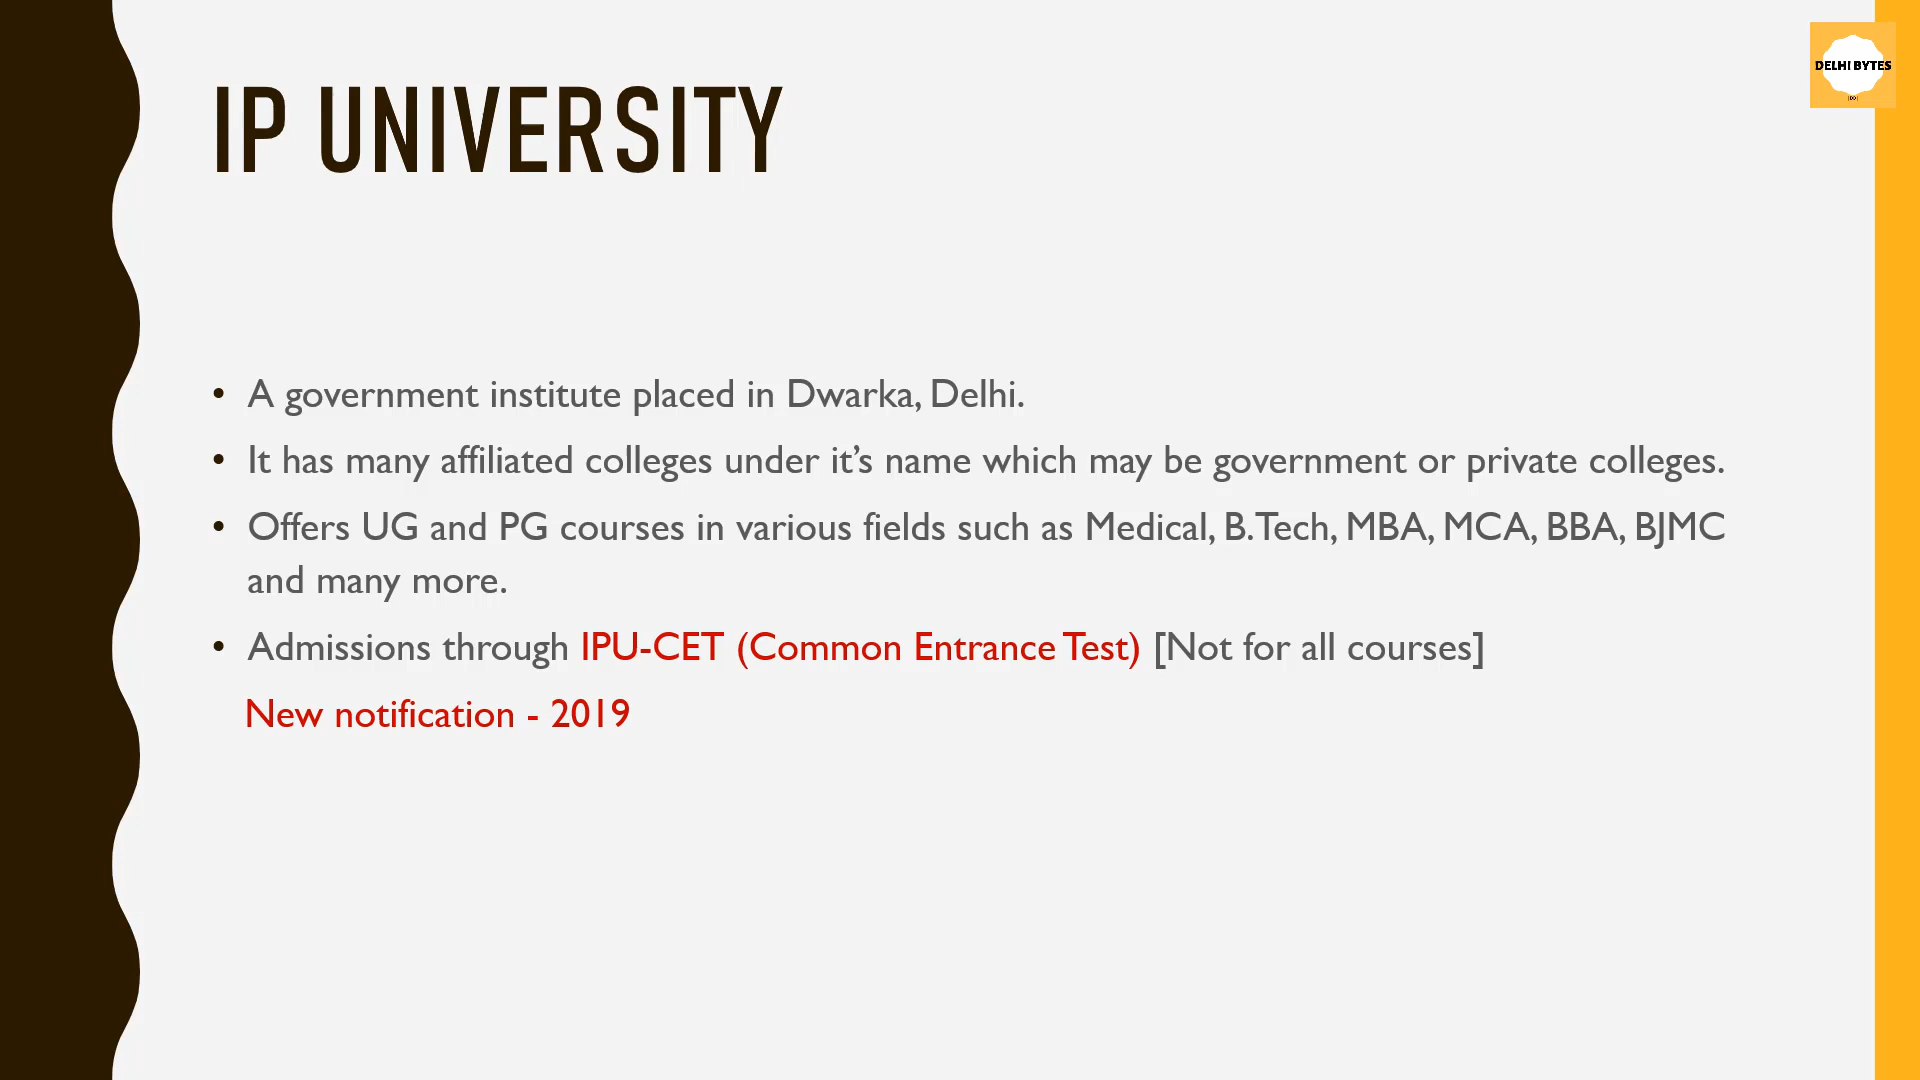 DELHI BYTES
IP UNIVERSITY
• A government institute placed in Dwarka, Delhi.
• It has many affiliated colleges under it’s name which may be government or private colleges.
• Offers UG and PG courses in various fields such as Medical, B.Tech, MBA, MCA, BBA, BJMC
and many more.
• Admissions through IPU-CET (Common Entrance Test) [Not for all courses]
New notification - 2019